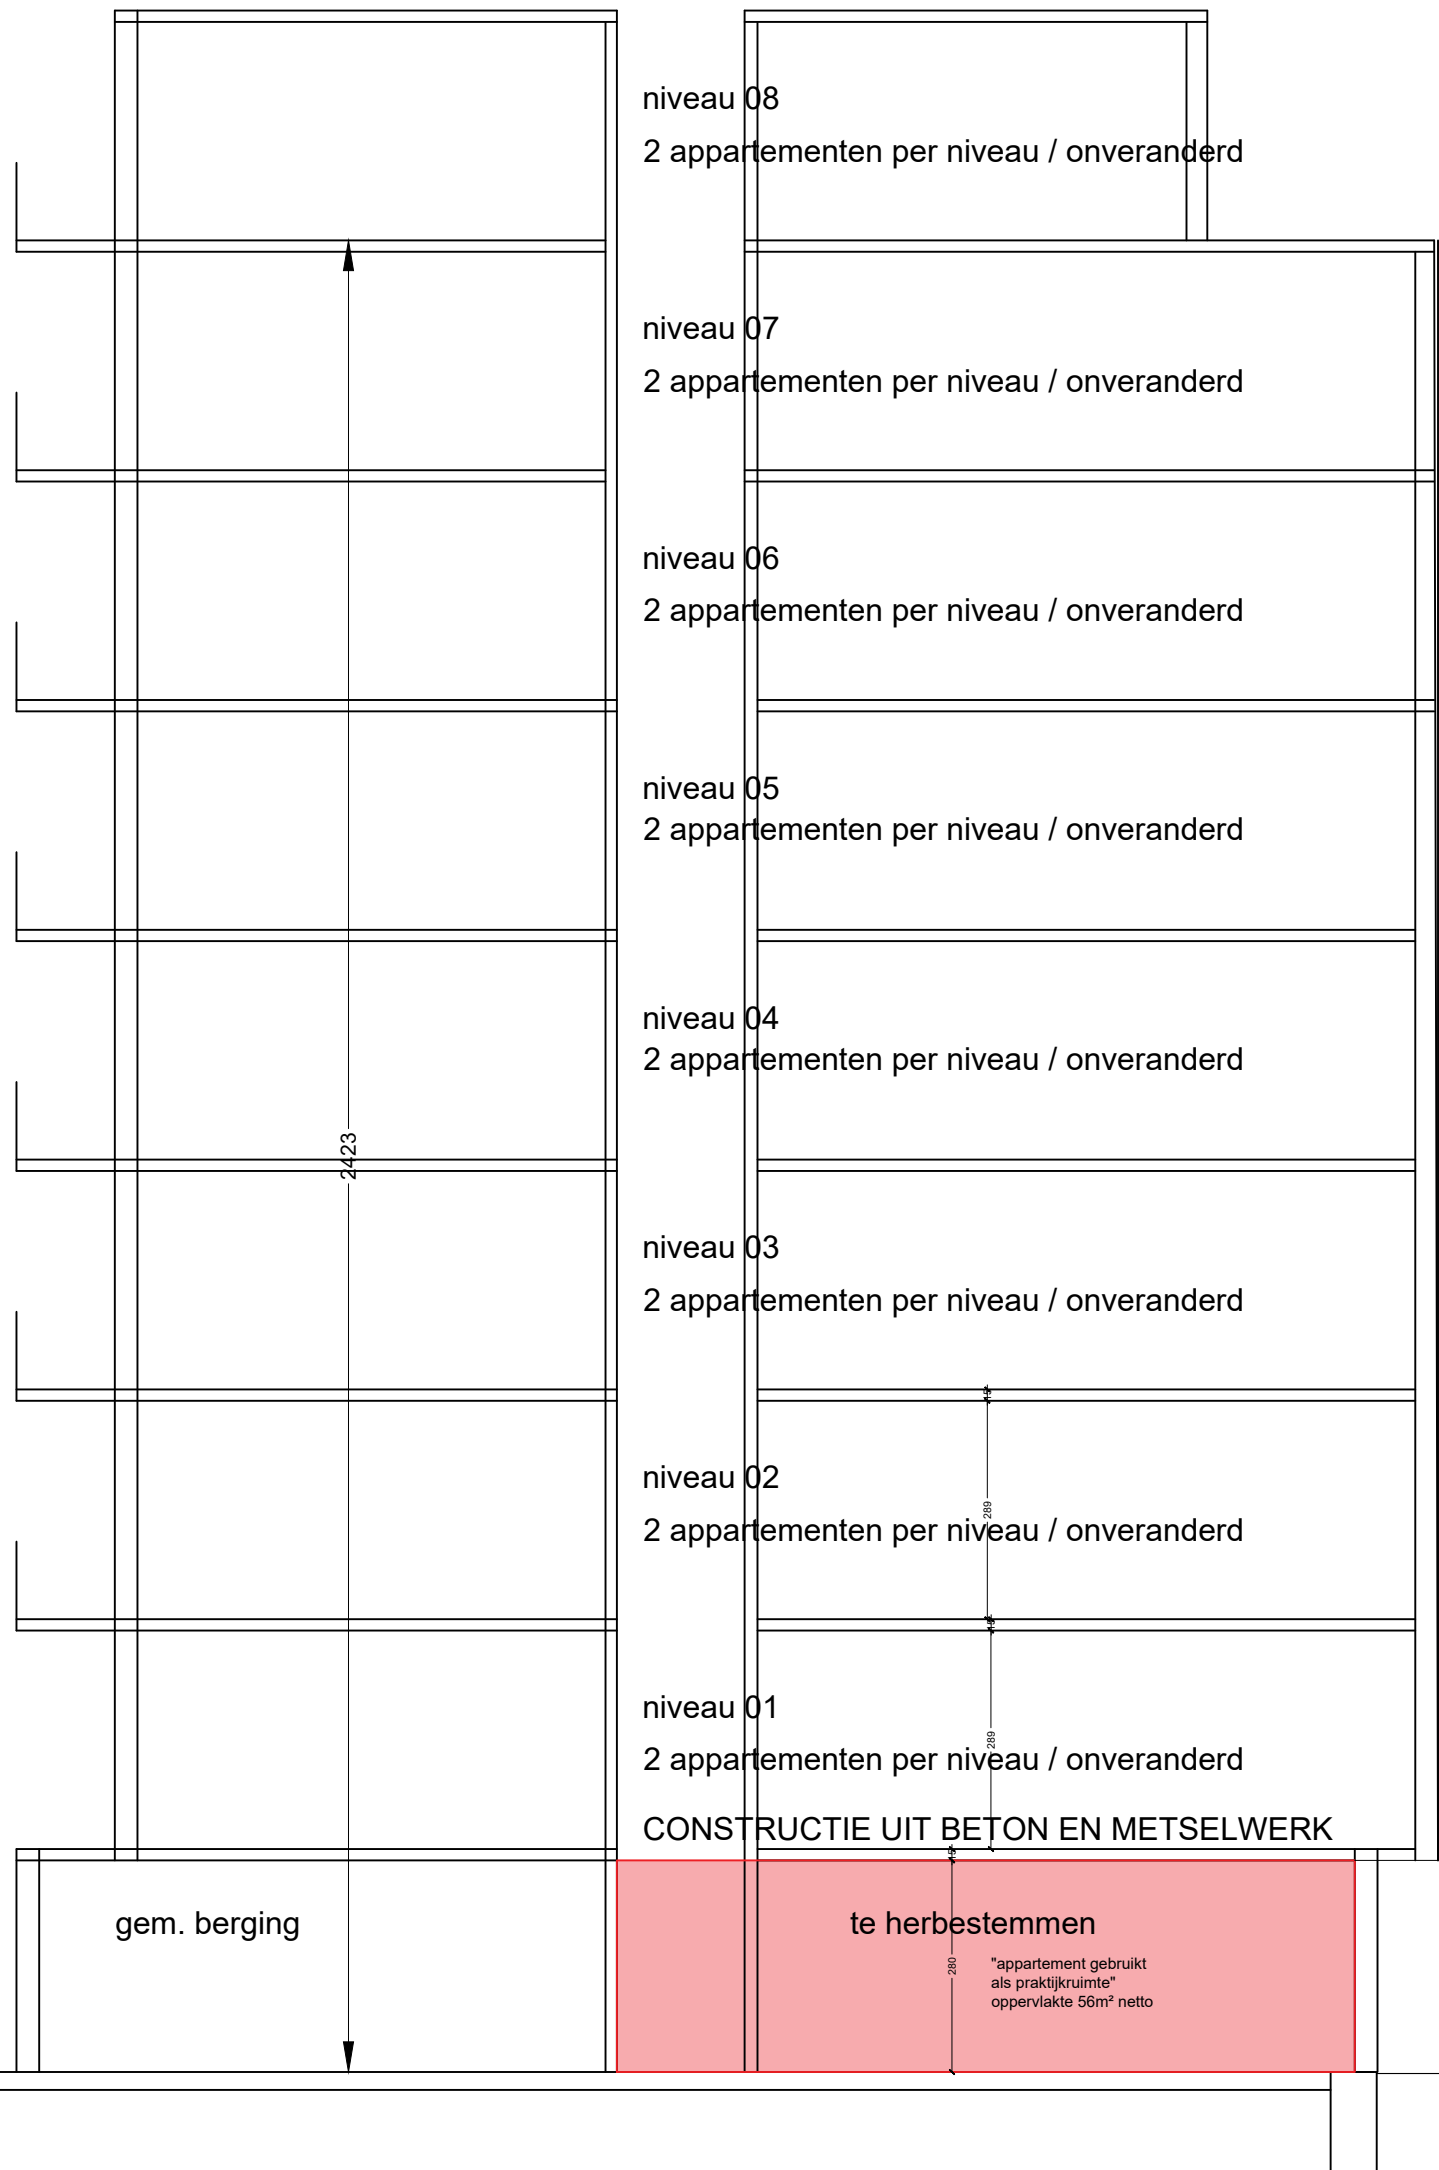 niveau 08
2 appartementen per niveau / onveranderd
niveau 07
2 appartementen per niveau / onveranderd
niveau 06
2 appartementen per niveau / onveranderd
niveau 05
2 appartementen per niveau / onveranderd
niveau 04
2 appartementen per niveau / onveranderd
2423
niveau 03
2 appartementen per niveau / onveranderd
15
niveau 02
289
2 appartementen per niveau / onveranderd
15
niveau 01
289
2 appartementen per niveau / onveranderd
CONSTRUCTIE UIT BETON EN METSELWERK
15
gem. berging
te herbestemmen
280
"appartement gebruikt
als praktijkruimte"
oppervlakte 56m² netto